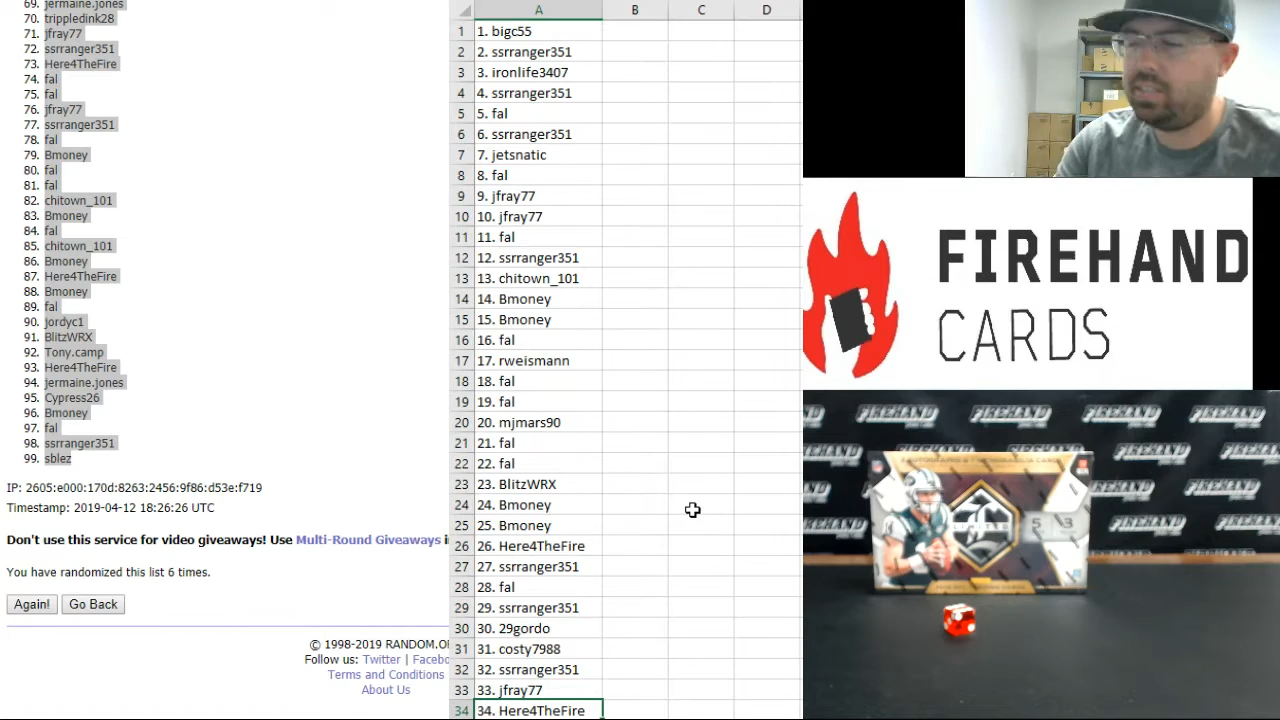 69. jermaine.jones
70. trippledink28
71. jfray77
72. ssrranger351
73. Here4TheFire
74. fal
75. fal
76. jfray77
77. ssrranger351
78. fal
79. Bmoney
80. fal
81. fal
82. chitown_101
83. Bmoney
84. fal
85. chitown_101
86. Bmoney
87. Here4TheFire
88. Bmoney
89. fal
90. jordyc1
91. BlitzWRX
92. Tony.camp
93. Here4TheFire
94. jermaine.jones
95. Cypress26
96. Bmoney
97. fal
98. ssrranger351
99. sblez
IP: 2605:e000:170d:8263:2456:9f86:d53e:f719
Timestamp: 2019-04-12 18:26:26 UTC
Don't use this service for video giveaways! Use Multi-Round Giveaways i
You have randomized this list 6 times.
Again! Go Back
© 1998-2019 RANDOM.O
Follow us: Twitter | Facebo
Terms and Conditions
About Us
A B C D
1 1. bigc55
2 2. ssrranger351
3 3. ironlife3407
4 4. ssrranger351
5 5. fal
6 6. ssrranger351
7 7. jetsnatic
8 8. fal
9 9. jfray77
10 10. jfray77
11 11. fal
12 12. ssrranger351
13 13. chitown_101
14 14. Bmoney
15 15. Bmoney
16 16. fal
17 17. rweismann
18 18. fal
19 19. fal
20 20. mjmars90
21 21. fal
22 22. fal
23 23. BlitzWRX
24 24. Bmoney
25 25. Bmoney
26 26. Here4TheFire
27 27. ssrranger351
28 28. fal
29 29. ssrranger351
30 30. 29gordo
31 31. costy7988
32 32. ssrranger351
33 33. jfray77
34 34. Here4TheFire
FIREHAND
CARDS
FIREHAND
LIMITED
5 3